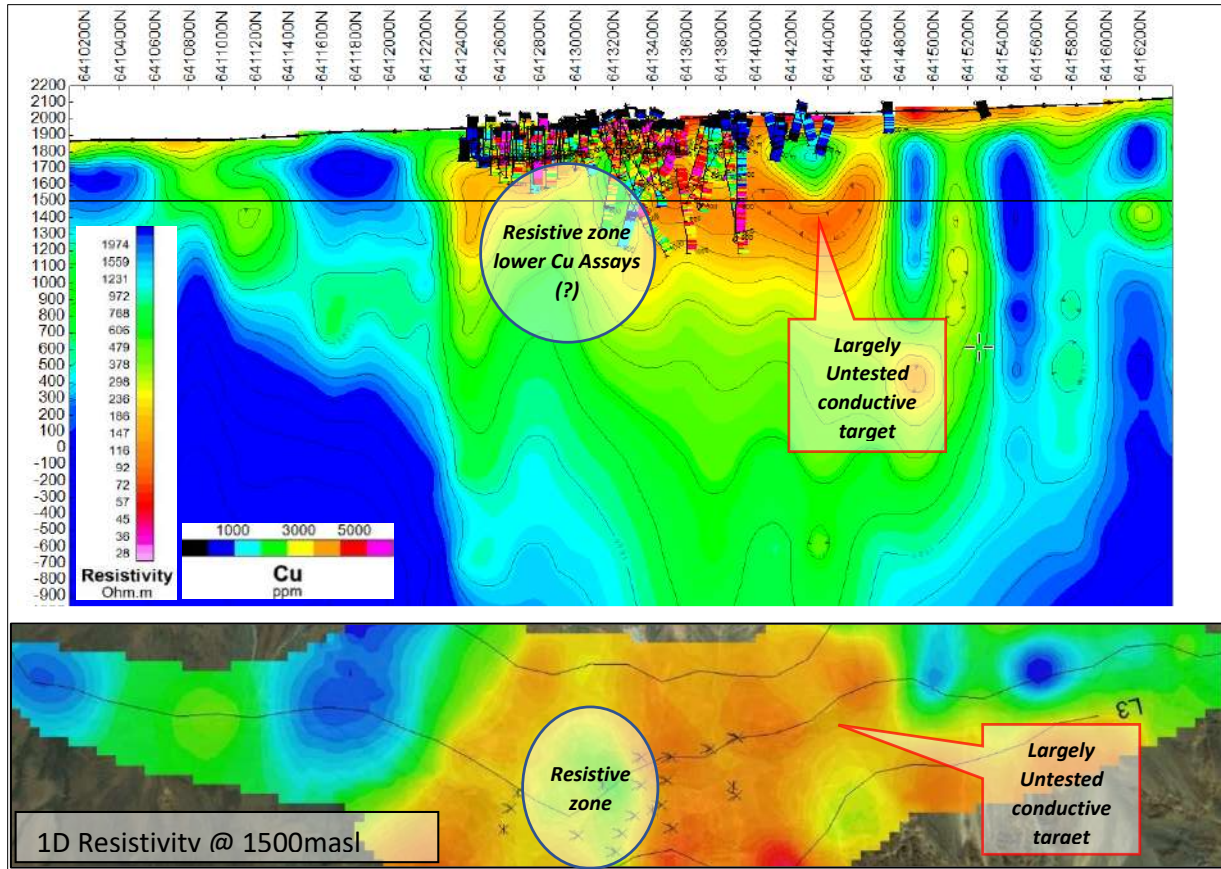 6410200N
6410400N
6410600N
6410800N
6411000N
6411200N
6411400N
6411600N
6411800N
6412000N
6412200N
6412400N
6412600N
6412800N
6413000N
6413200N
6413400N
6413600N
6413800N
6414000N
6414200N
6414400N
6414600N
6414800N
6415000N
6415200N
6415400N
6415600N
6415800N
6416000N
6416200N
2200
2100
2000
1900
1800
1700
1600
1500
1400
1300
1200
1100
1000
900
800
700
600
500
400
300
200
100
0
-100
-200
-300
-400
-500
-600
-700
-800
-900
1974
1559
1231
972
768
606
479
378
298
236
186
147
116
92
72
57
45
36
28
Resistivity
Ohm.m
1000 3000 5000
Cu
ppm
Resistive zone
lower Cu Assays
(?)
Largely
Untested
conductive
target
Resistive
zone
L3
Largely
Untested
conductive
target
1D Resistivity @ 1500masl